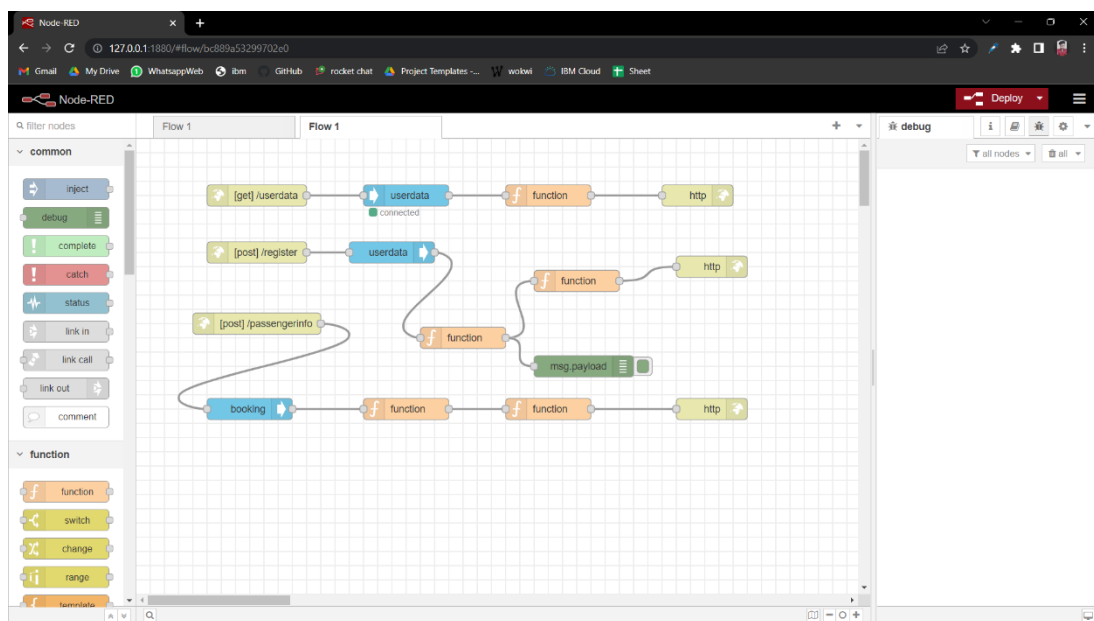 Node-RED
127.0.0.1:1880/#flow/bc889a53299702e0
Gmail My Drive WhatsappWeb ibm GitHub rocket chat Project Templates -... wokwi IBM Cloud Sheet
Node-RED Deploy
filter nodes Flow 1 Flow 1 debug
common all nodes all
inject [get] /userdata userdata function http
connected
debug
complete [post] /register userdata http
catch function
status
link in [post] /passengerinfo function
link call msg.payload
link out
comment booking function function http
function
function
switch
change
range
template